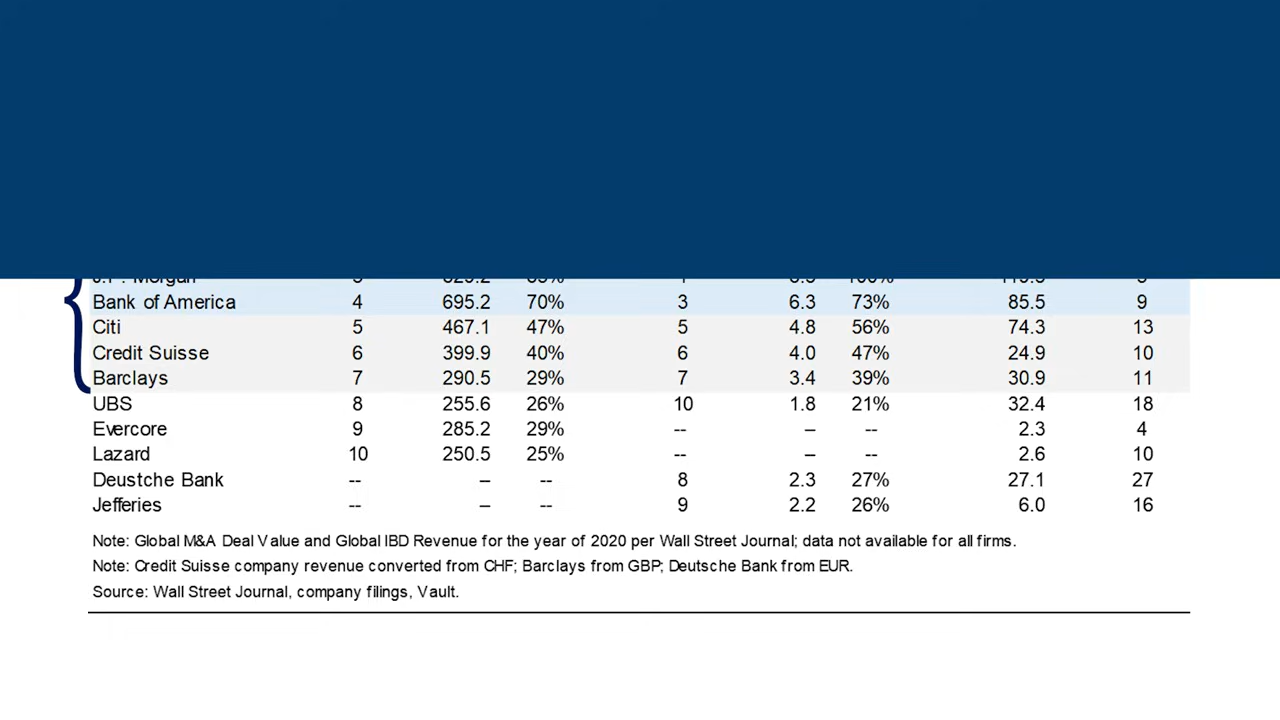 J.P. Morgan
Bank of America 4 695.2 70% 3 6.3 73% 85.5 9
Citi 5 467.1 47% 5 4.8 56% 74.3 13
Credit Suisse 6 399.9 40% 6 4.0 47% 24.9 10
Barclays 7 290.5 29% 7 3.4 39% 30.9 11
UBS 8 255.6 26% 10 1.8 21% 32.4 18
Evercore 9 285.2 29% -- – -- 2.3 4
Lazard 10 250.5 25% -- – -- 2.6 10
Deustche Bank -- – -- 8 2.3 27% 27.1 27
Jefferies -- – -- 9 2.2 26% 6.0 16
Note: Global M&A Deal Value and Global IBD Revenue for the year of 2020 per Wall Street Journal; data not available for all firms.
Note: Credit Suisse company revenue converted from CHF; Barclays from GBP; Deutsche Bank from EUR.
Source: Wall Street Journal, company filings, Vault.